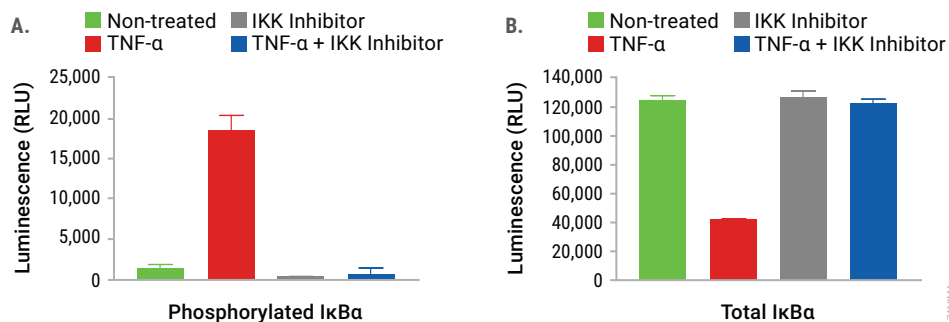 A.
Non-treated
IKK Inhibitor
TNF-α
TNF-α + IKK Inhibitor
Luminescence (RLU)
25,000
20,000
15,000
10,000
5,000
0
Phosphorylated IκBα
B.
Non-treated
IKK Inhibitor
TNF-α
TNF-α + IKK Inhibitor
Luminescence (RLU)
140,000
120,000
100,000
80,000
60,000
40,000
20,000
0
Total IκBα